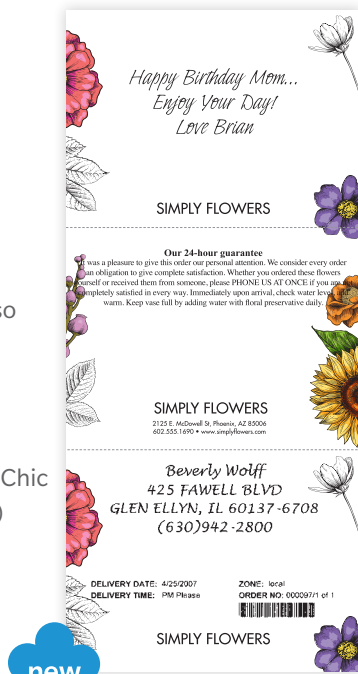 Happy Birthday Mom...
Enjoy Your Day!
Love Brian
SIMPLY FLOWERS
Our 24-hour guarantee
was a pleasure to give this order our personal attention. We consider every order
an obligation to give complete satisfaction. Whether you ordered these flowers
ourself or received them from someone, please PHONE US AT ONCE if you are
ompletely satisfied in every way. Immediately upon arrival, check water level
warm. Keep vase full by adding water with floral preservative daily.
so
SIMPLY FLOWERS
2125 E. McDowell St, Phoenix, AZ 85006
602.555.1690 • www.simplyflowers.com
Chic
)
Beverly Wolff
425 FAWELL BLVD
GLEN ELLYN, IL 60137-6708
(630)942-2800
DELIVERY DATE: 4/25/2007 ZONE: local
DELIVERY TIME: PM Please ORDER NO: 000097/1 of 1
SIMPLY FLOWERS
new